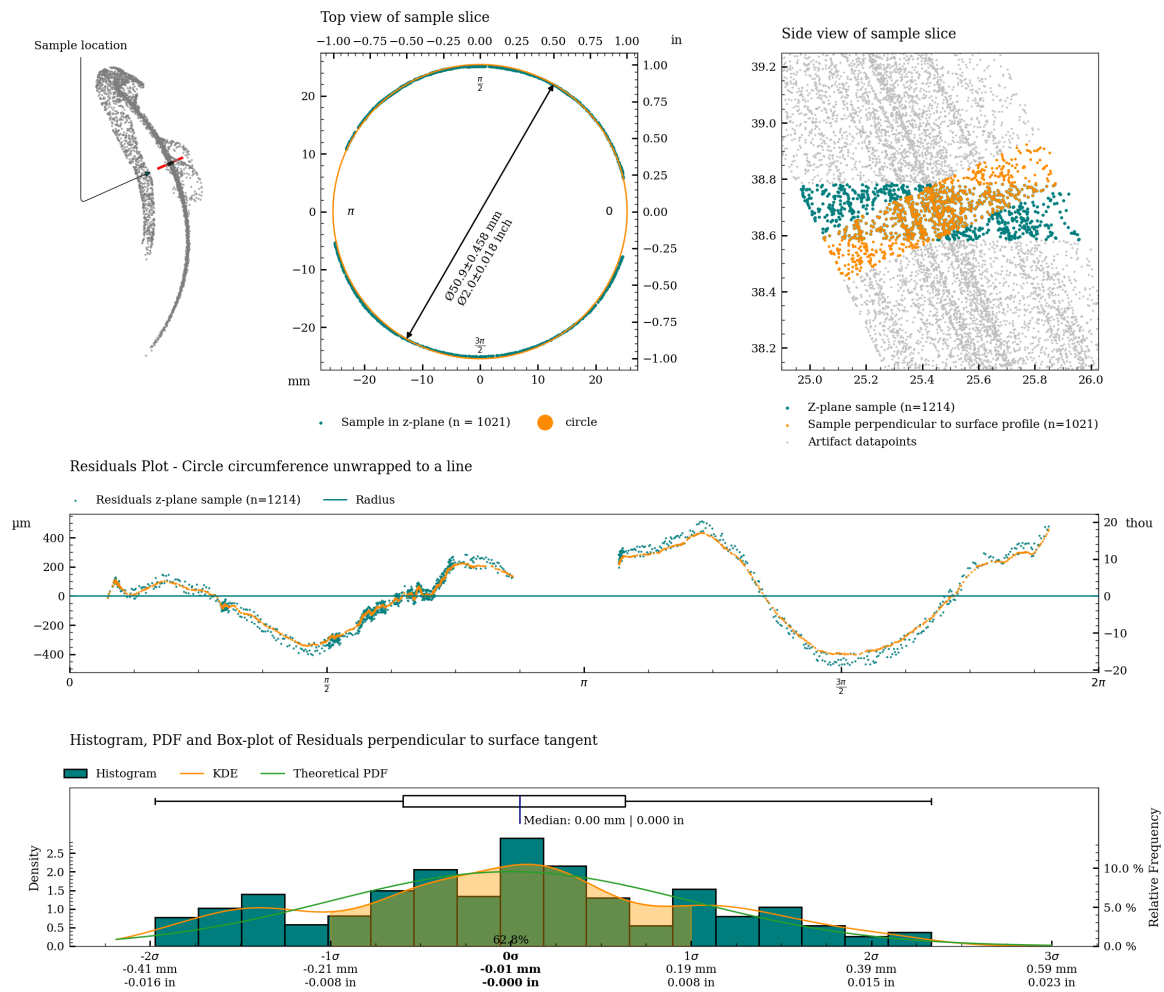 Top view of sample slice
Side view of sample slice
Sample location
−1.00 −0.75 −0.50 −0.25 0.00 0.25 0.50 0.75 1.00 in
π/2
π
0
3π/2
Ø50.9±0.458 mm
Ø2.0±0.018 inch
20
10
0
−10
−20
1.00
0.75
0.50
0.25
0.00
−0.25
−0.50
−0.75
−1.00
mm
−20 −10 0 10 20
39.2
39.0
38.8
38.6
38.4
38.2
25.0 25.2 25.4 25.6 25.8 26.0
Sample in z-plane (n = 1021)
circle
Z-plane sample (n=1214)
Sample perpendicular to surface profile (n=1021)
Artifact datapoints
Residuals Plot - Circle circumference unwrapped to a line
Residuals z-plane sample (n=1214)
Radius
µm
400
200
0
−200
−400
20 thou
10
0
−10
−20
0 π/2 π 3π/2 2π
Histogram, PDF and Box-plot of Residuals perpendicular to surface tangent
Histogram
KDE
Theoretical PDF
Median: 0.00 mm | 0.000 in
Density
2.5
2.0
1.5
1.0
0.5
0.0
Relative Frequency
10.0 %
5.0 %
0.0 %
62.8%
-2σ -1σ 0σ 1σ 2σ 3σ
-0.41 mm -0.21 mm -0.01 mm 0.19 mm 0.39 mm 0.59 mm
-0.016 in -0.008 in -0.000 in 0.008 in 0.015 in 0.023 in